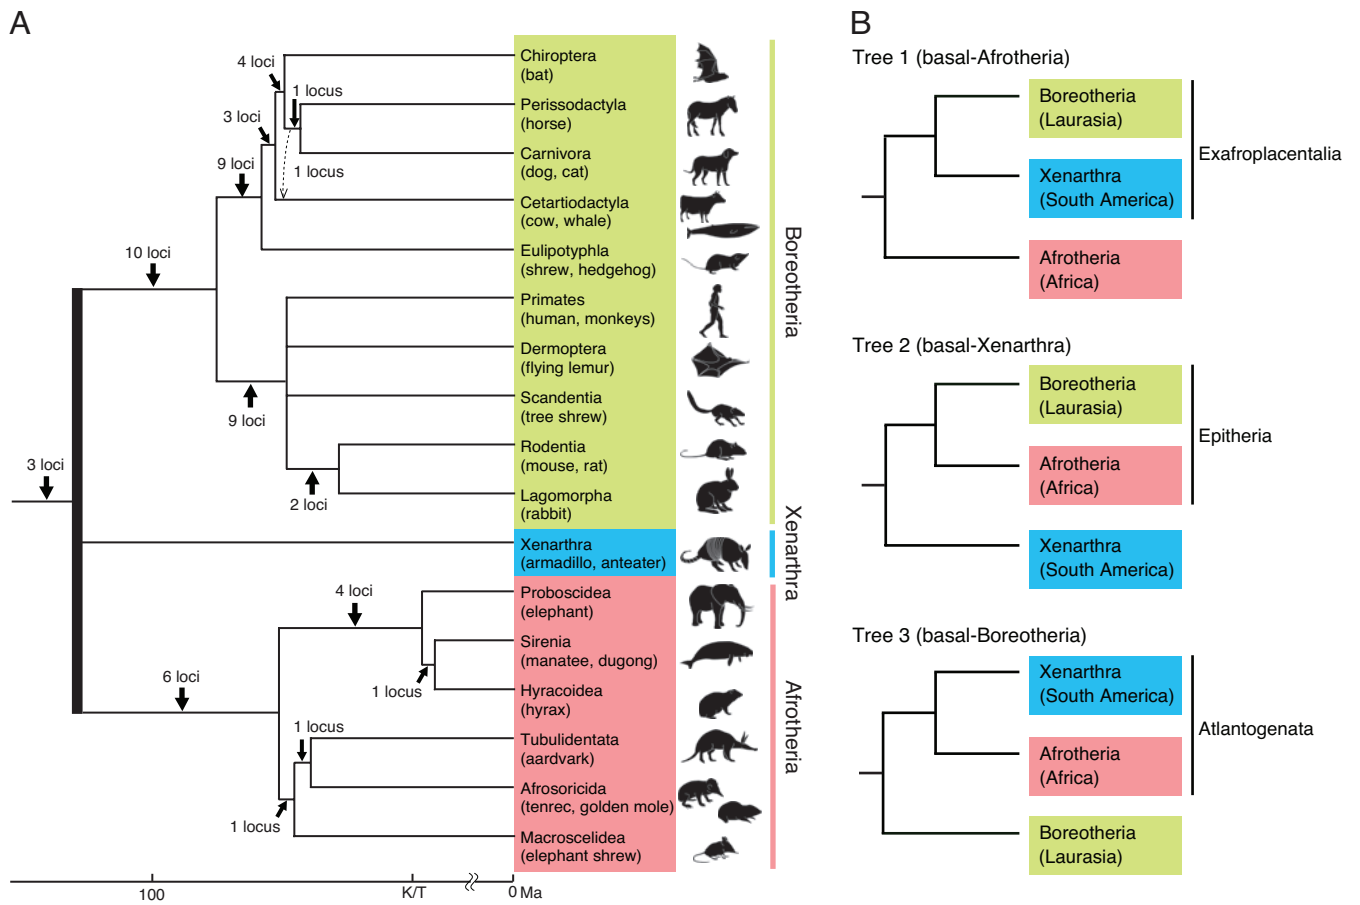 A
4 loci
1 locus
3 loci
9 loci
1 locus
10 loci
9 loci
3 loci
2 loci
4 loci
6 loci
1 locus
1 locus
1 locus
Chiroptera
(bat)
Perissodactyla
(horse)
Carnivora
(dog, cat)
Cetartiodactyla
(cow, whale)
Eulipotyphla
(shrew, hedgehog)
Primates
(human, monkeys)
Dermoptera
(flying lemur)
Scandentia
(tree shrew)
Rodentia
(mouse, rat)
Lagomorpha
(rabbit)
Xenarthra
(armadillo, anteater)
Proboscidea
(elephant)
Sirenia
(manatee, dugong)
Hyracoidea
(hyrax)
Tubulidentata
(aardvark)
Afrosoricida
(tenrec, golden mole)
Macroscelidea
(elephant shrew)
Boreotheria
Xenarthra
Afrotheria
100
K/T
0 Ma
B
Tree 1 (basal-Afrotheria)
Boreotheria
(Laurasia)
Xenarthra
(South America)
Afrotheria
(Africa)
Exafroplacentalia
Tree 2 (basal-Xenarthra)
Boreotheria
(Laurasia)
Afrotheria
(Africa)
Xenarthra
(South America)
Epitheria
Tree 3 (basal-Boreotheria)
Xenarthra
(South America)
Afrotheria
(Africa)
Boreotheria
(Laurasia)
Atlantogenata